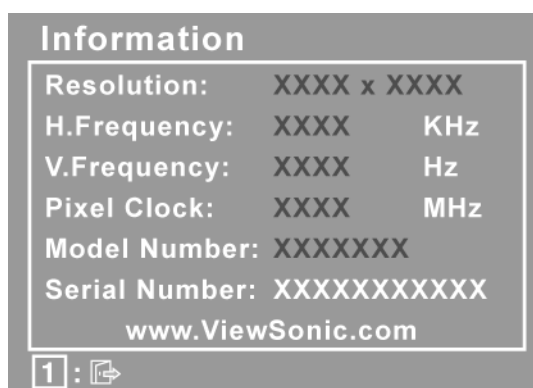 Information
Resolution: XXXX x XXXX
H.Frequency: XXXX KHz
V.Frequency: XXXX Hz
Pixel Clock: XXXX MHz
Model Number: XXXXXXX
Serial Number: XXXXXXXXXXX
www.ViewSonic.com
1 :